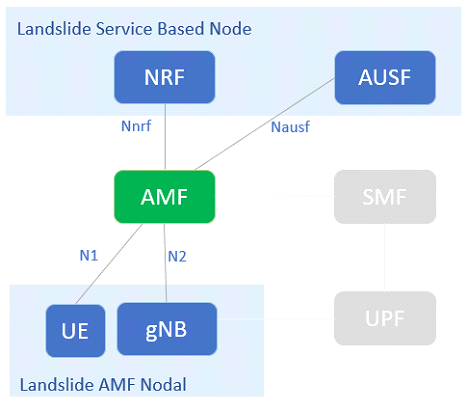 Landslide Service Based Node
NRF
AUSF
Nnrf
Nausf
AMF
SMF
N1
N2
UE
gNB
UPF
Landslide AMF Nodal